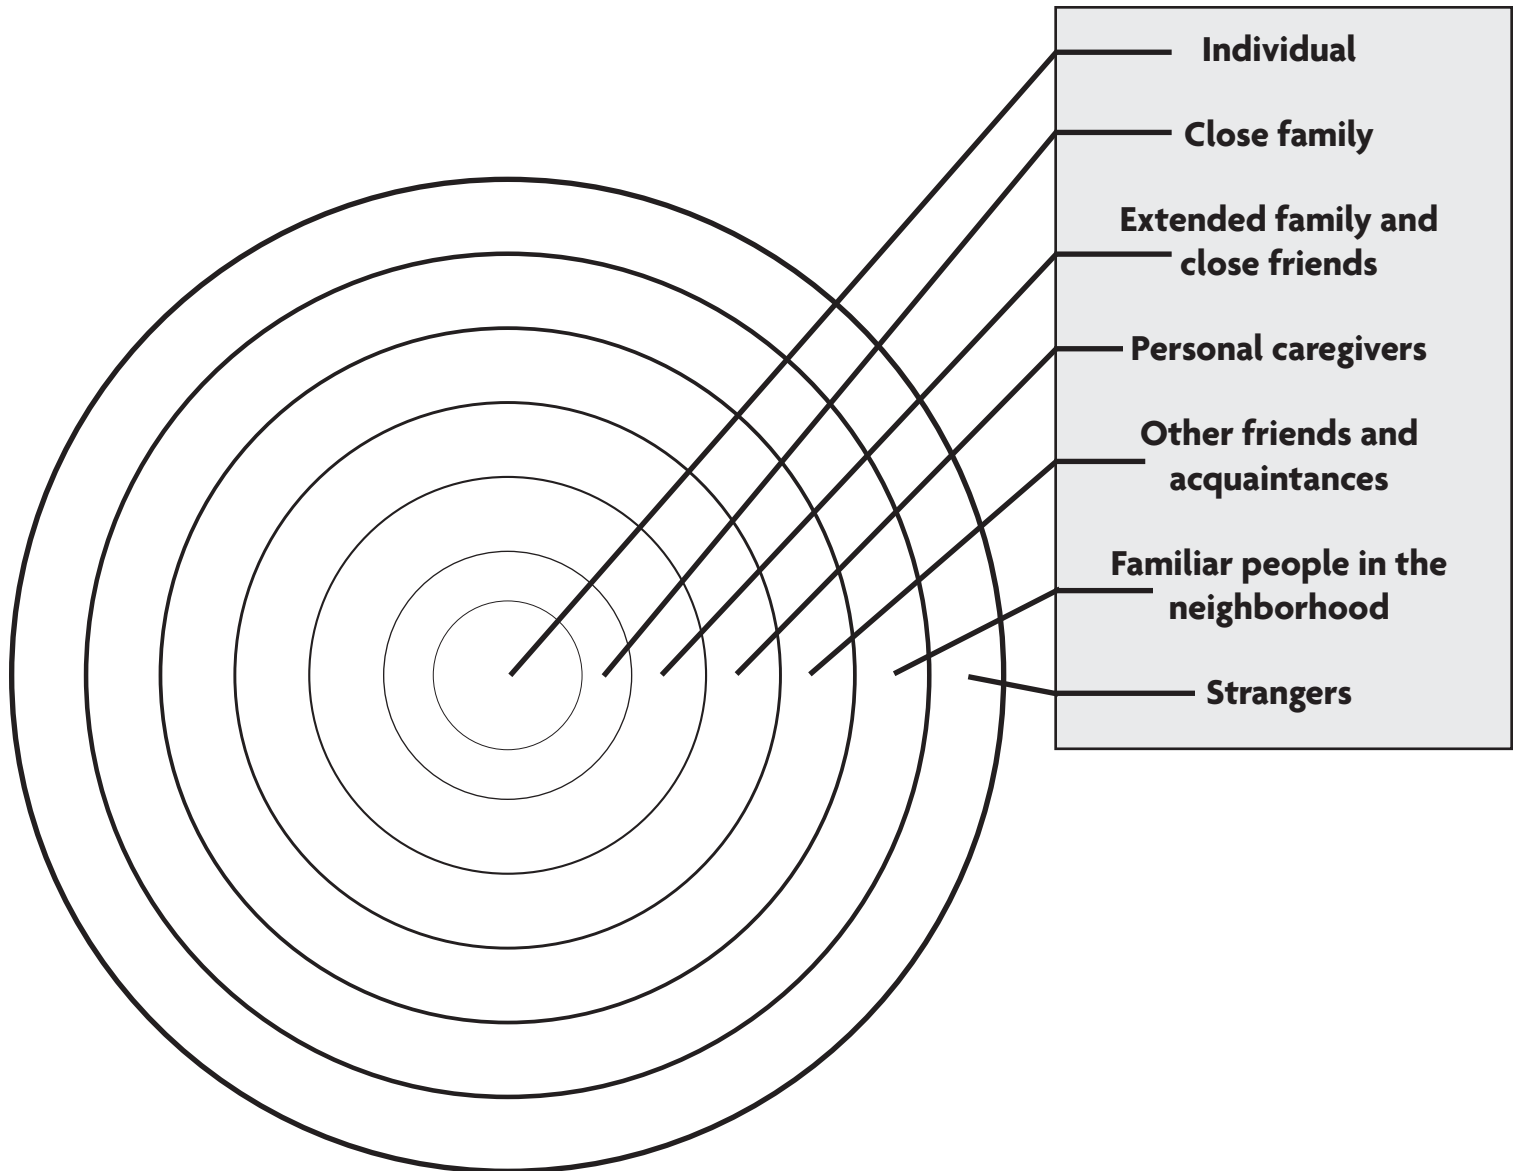 Individual
Close family
Extended family and
close friends
Personal caregivers
Other friends and
acquaintances
Familiar people in the
neighborhood
Strangers